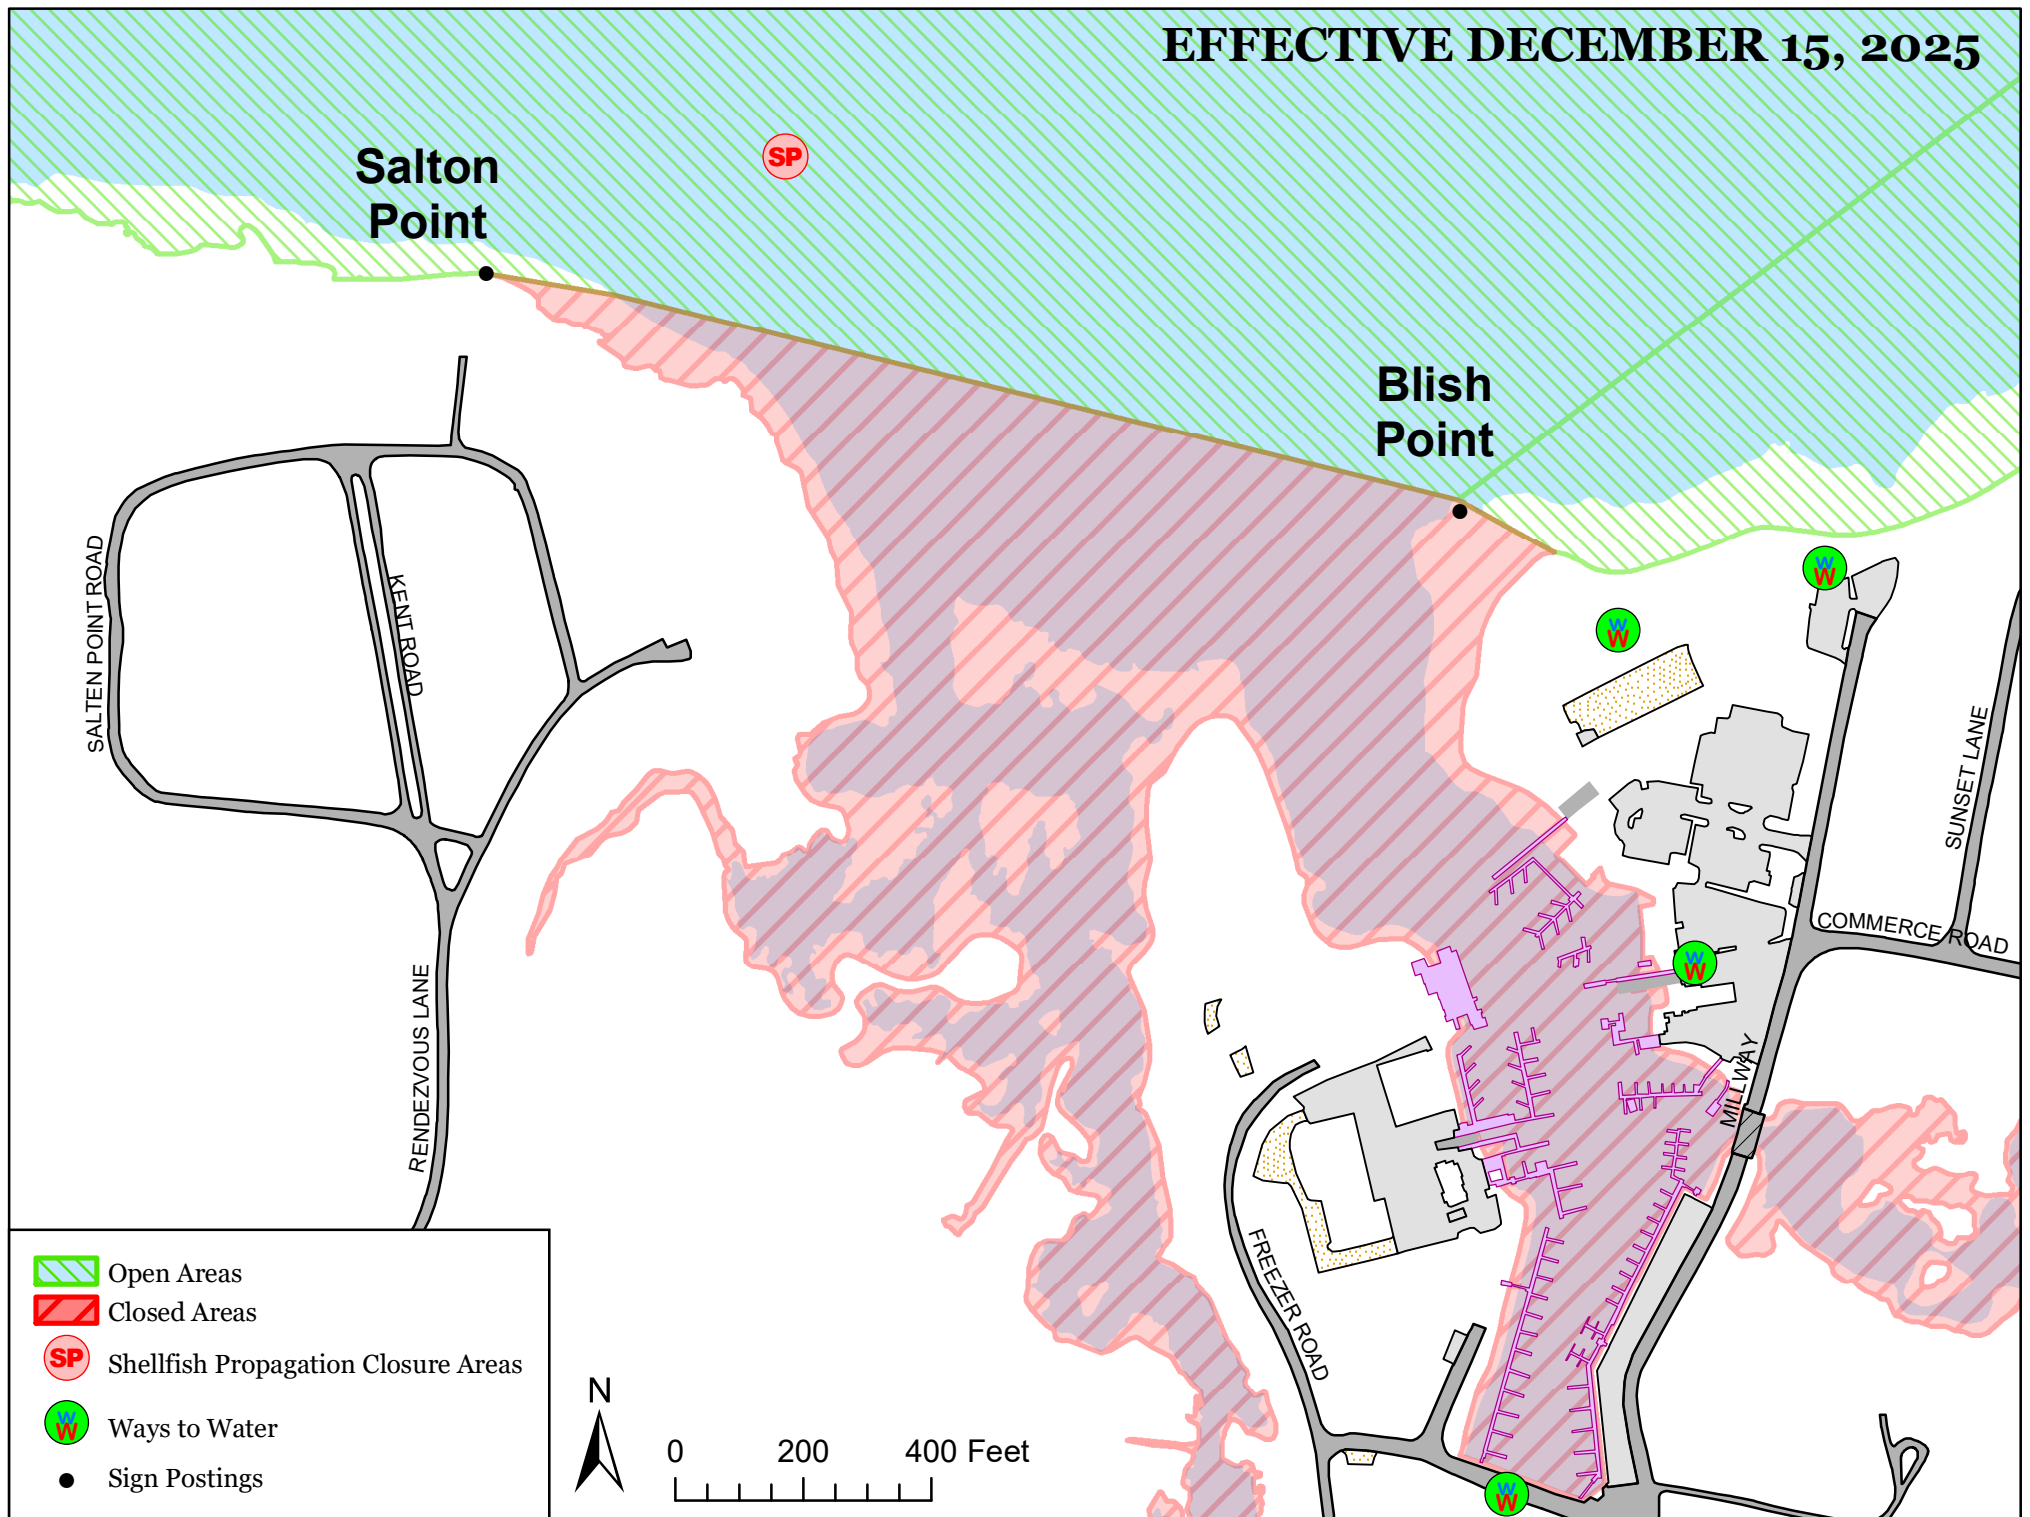 EFFECTIVE DECEMBER 15, 2025
SP
Salton
Point
Blish
Point
W
W
W
W
SALTEN POINT ROAD
KENT ROAD
SUNSET LANE
COMMERCE ROAD
W
W
RENDEZVOUS LANE
MILLWAY
FREEZER ROAD
Open Areas
Closed Areas
SP
Shellfish Propagation Closure Areas
W
W
Ways to Water
Sign Postings
N
0 200 400 Feet
W
W